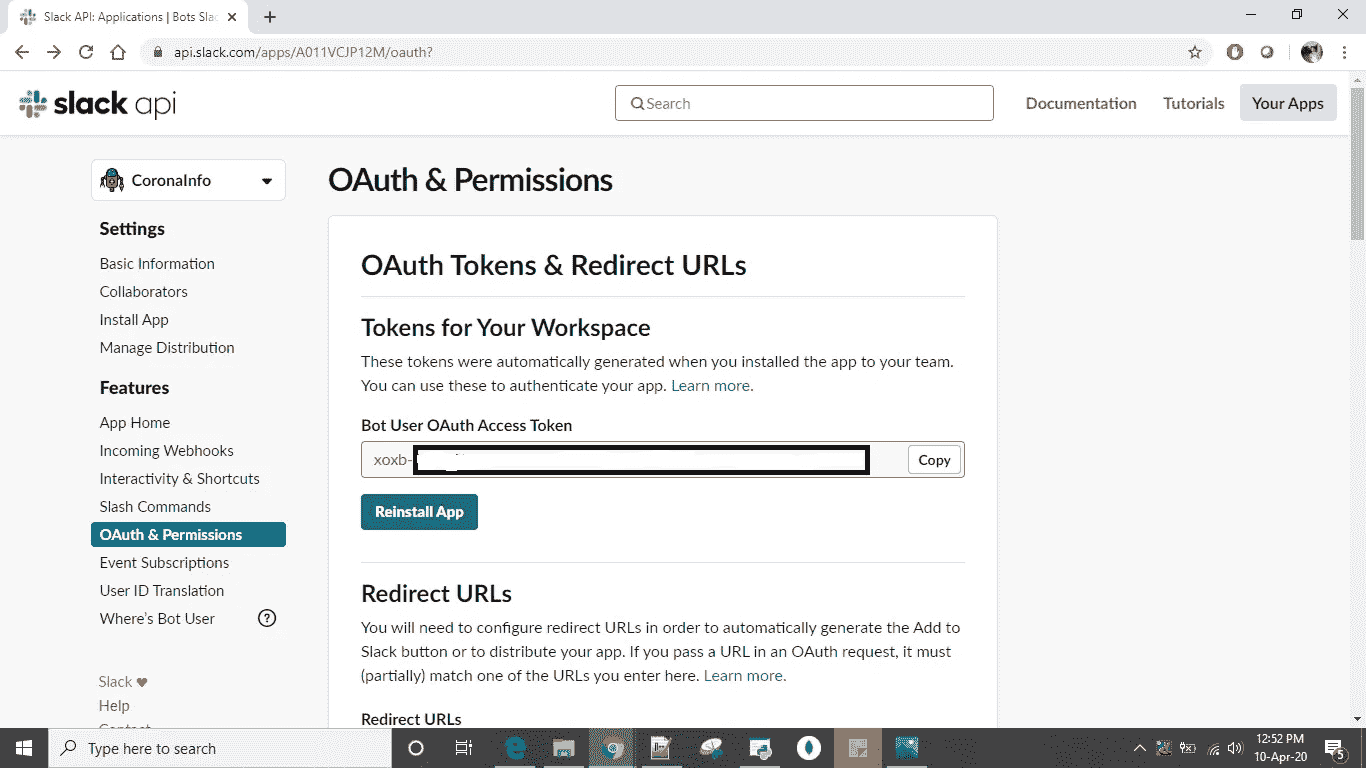 Slack API: Applications | Bots Slac
api.slack.com/apps/A011VCJP12M/oauth?
slack api
Search
Documentation
Tutorials
Your Apps
CoronaInfo
OAuth & Permissions
Settings
Basic Information
Collaborators
Install App
Manage Distribution
Features
App Home
Incoming Webhooks
Interactivity & Shortcuts
Slash Commands
OAuth & Permissions
Event Subscriptions
User ID Translation
Where's Bot User
?
Slack
Help
OAuth Tokens & Redirect URLs
Tokens for Your Workspace
These tokens were automatically generated when you installed the app to your team.
You can use these to authenticate your app. Learn more.
Bot User OAuth Access Token
xoxb-
Copy
Reinstall App
Redirect URLs
You will need to configure redirect URLs in order to automatically generate the Add to
Slack button or to distribute your app. If you pass a URL in an OAuth request, it must
(partially) match one of the URLs you enter here. Learn more.
Redirect URLs
Type here to search
12:52 PM
10-Apr-20
5